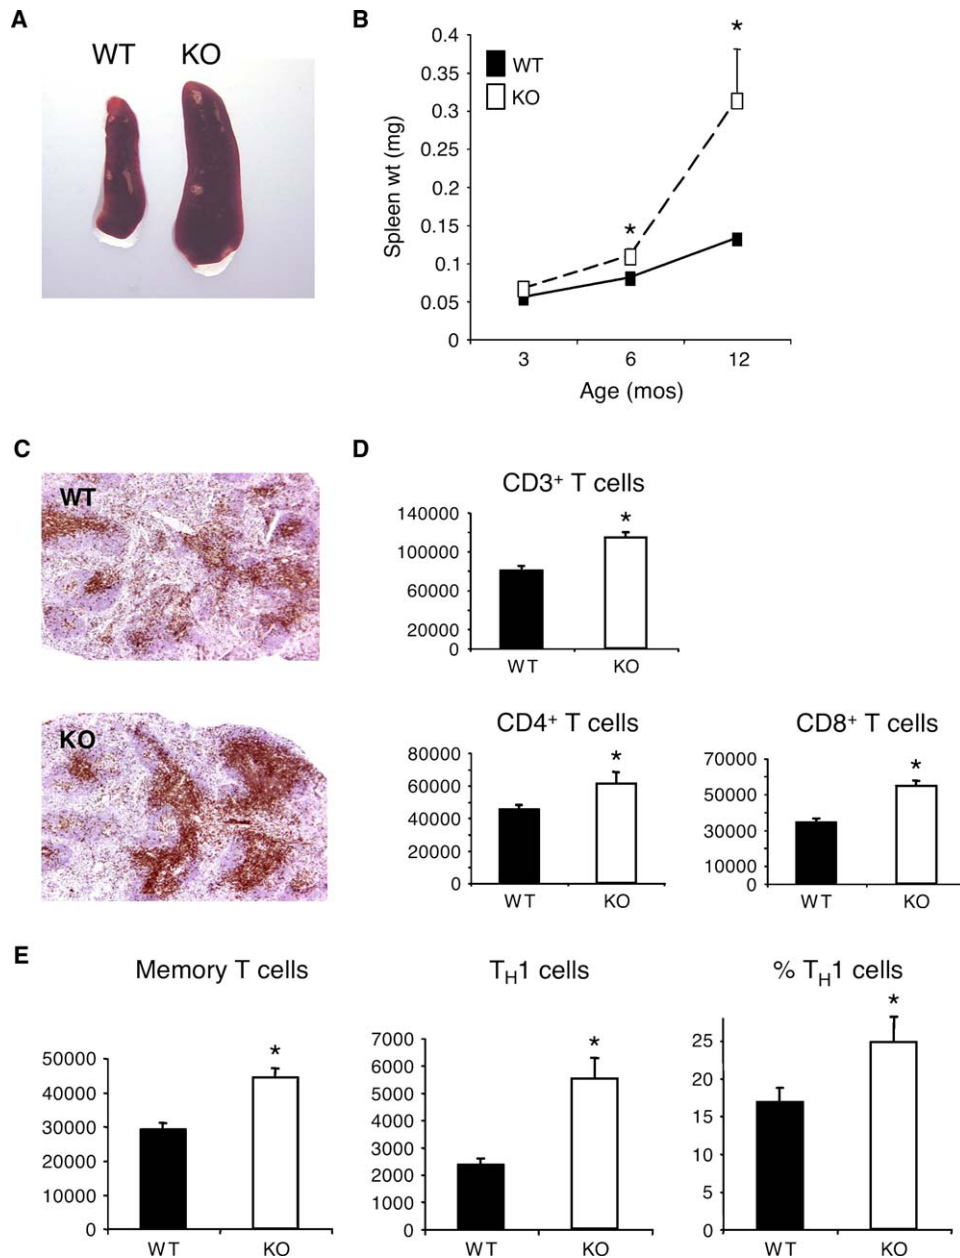 A
WT KO
B
0.4
0.35
0.3
0.25
0.2
0.15
0.1
0.05
0
Spleen wt (mg)
WT
KO
*
*
3 6 12
Age (mos)
C
WT
KO
D
CD3+ T cells
140000
120000
100000
80000
60000
40000
20000
0
*
WT KO
CD4+ T cells
80000
60000
40000
20000
0
*
WT KO
CD8+ T cells
70000
50000
30000
10000
0
*
WT KO
E
Memory T cells
50000
40000
30000
20000
10000
0
*
WT KO
TH1 cells
7000
6000
5000
4000
3000
2000
1000
0
*
WT KO
% TH1 cells
25
20
15
10
5
0
*
WT KO